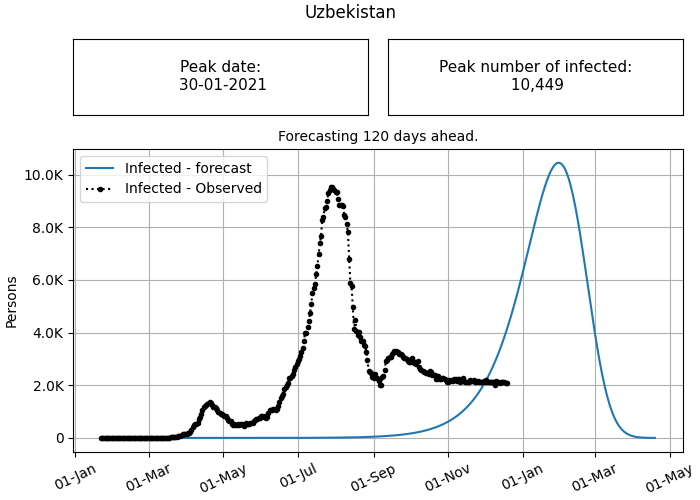 Uzbekistan
Peak date:
30-01-2021
Peak number of infected:
10,449
Forecasting 120 days ahead.
Infected - forecast
Infected - Observed
10.0K
8.0K
6.0K
4.0K
2.0K
0
Persons
01-Jan
01-Mar
01-May
01-Jul
01-Sep
01-Nov
01-Jan
01-Mar
01-May